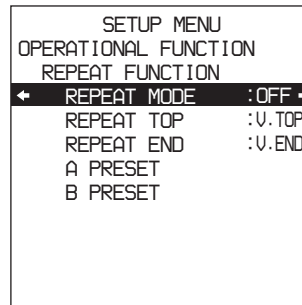 SETUP MENU
OPERATIONAL FUNCTION
REPEAT FUNCTION
REPEAT MODE :OFF
REPEAT TOP :V.TOP
REPEAT END :V.END
A PRESET
B PRESET